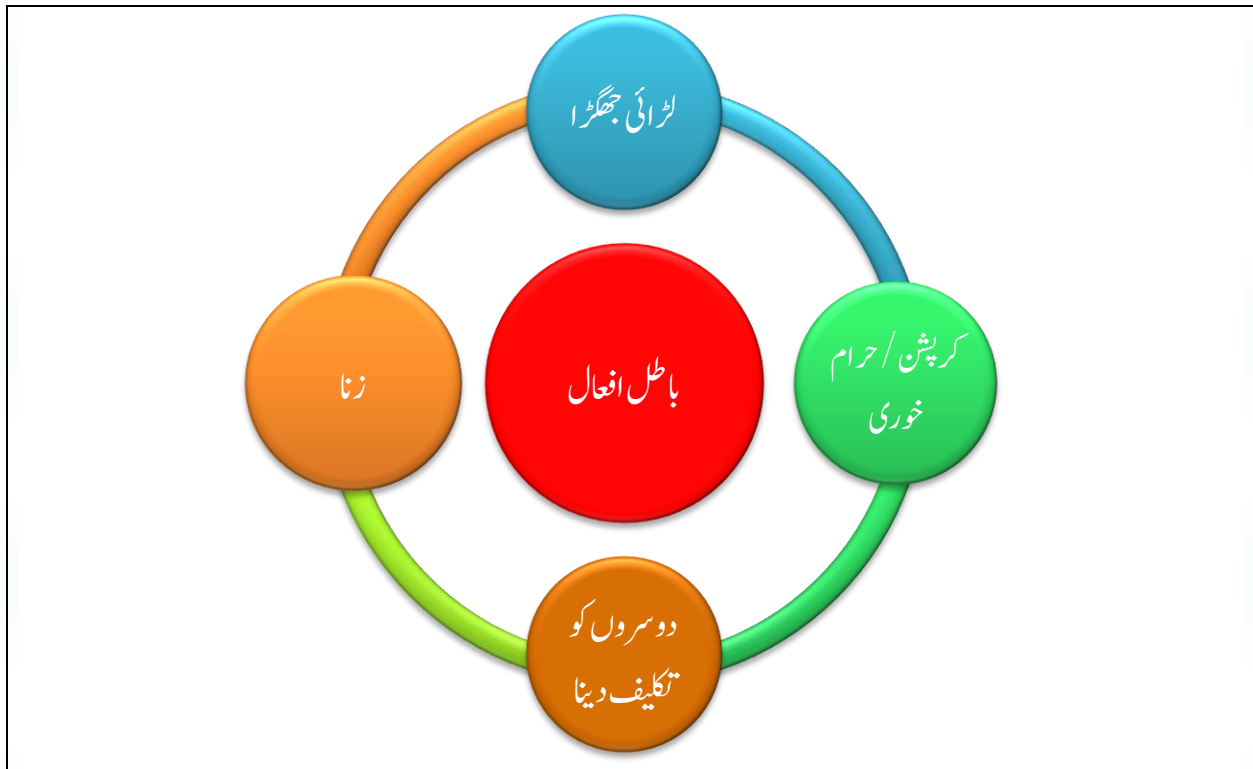 لڑائی جھگڑا
کرپشن / حرام
خوری
باطل افعال
زنا
دوسروں کو
تکلیف دینا